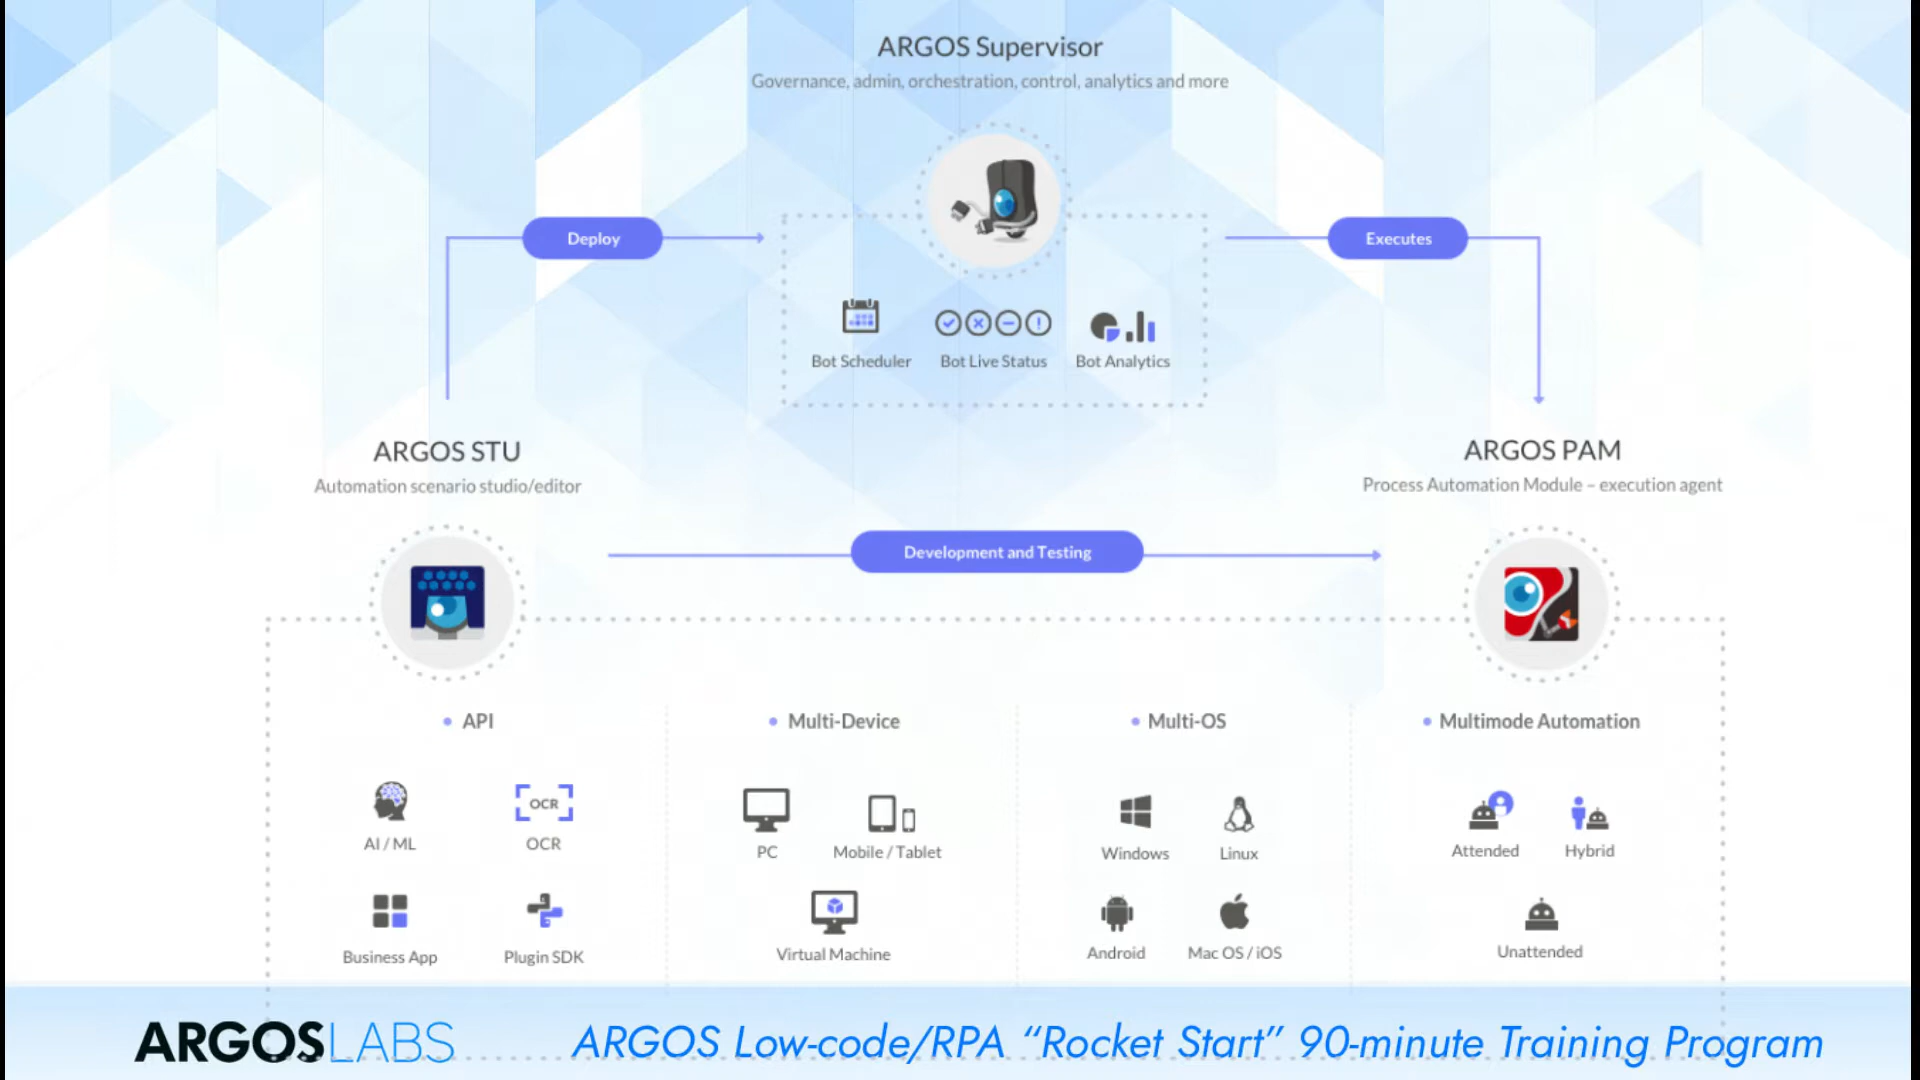 ARGOS Supervisor
Governance, admin, orchestration, control, analytics and more
Deploy
Executes
Bot Scheduler
Bot Live Status
Bot Analytics
ARGOS STU
Automation scenario studio/editor
ARGOS PAM
Process Automation Module – execution agent
Development and Testing
• API
• Multi-Device
• Multi-OS
• Multimode Automation
OCR
AI / ML
OCR
PC
Mobile / Tablet
Windows
Linux
Attended
Hybrid
Business App
Plugin SDK
Virtual Machine
Android
Mac OS / iOS
Unattended
ARGOSLABS
ARGOS Low-code/RPA “Rocket Start” 90-minute Training Program